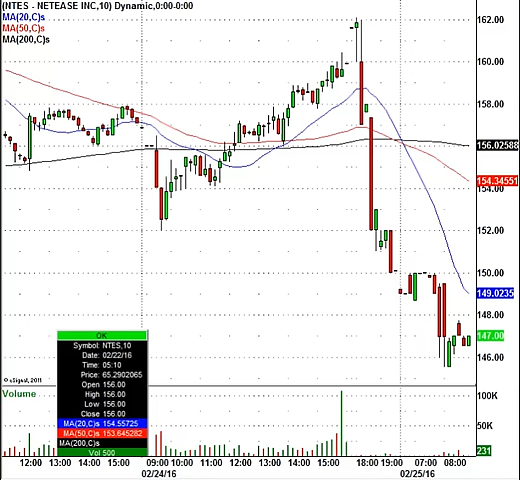 (NTES - NETEASE INC,10) Dynamic,0:00-0:00
MA(20,C)s
MA(50,C)s
MA(200,C)s
162.00
160.00
158.00
156.02588
154.34551
154.00
152.00
150.00
149.0235
148.00
147.00
146.00
OK
Symbol: NTES,10
Date: 02/22/16
Time: 05:10
Price: 65.2902065
Open 156.00
High 156.00
Low 156.00
Close 156.00
MA(20,C)s 154.55725
MA(50,C)s 153.645282
MA(200,C)s
Vol 500
© eSignal, 2011
Volume
100K
50K
231
12:00 13:00 14:00 15:00 09:00 10:00 11:00 12:00 13:00 14:00 15:00 18:00 19:00 07:00 08:00
02/24/16 02/25/16